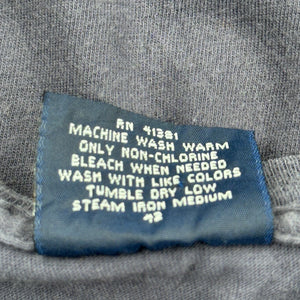 RN 41381
MACHINE WASH WARM
ONLY NON-CHLORINE
BLEACH WHEN NEEDED
WASH WITH LIKE COLORS
TUMBLE DRY LOW
STEAM IRON MEDIUM
42